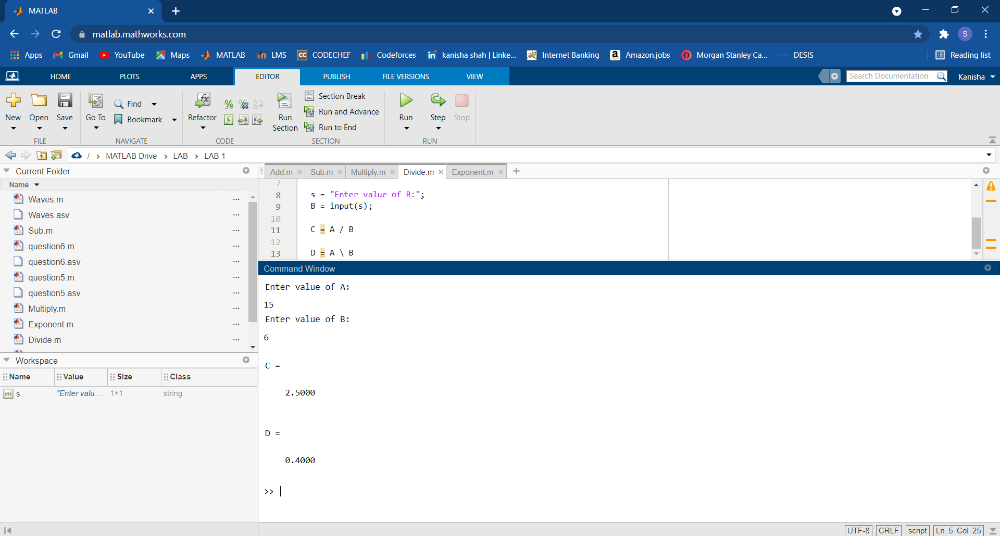 MATLAB
matlab.mathworks.com
S
Apps Gmail YouTube Maps MATLAB LMS CODECHEF Codeforces kanisha shah | Linke... Internet Banking Amazon.jobs Morgan Stanley Ca... DESIS Reading list
HOME PLOTS APPS EDITOR PUBLISH FILE VERSIONS VIEW Search Documentation Kanisha
New Open Save Go To Find Bookmark Refactor Run Section Section Break Run and Advance Run to End Run Step Stop
FILE NAVIGATE CODE SECTION RUN
/ › MATLAB Drive › LAB › LAB 1
Current Folder
Name
Waves.m
Waves.asv
Sub.m
question6.m
question6.asv
question5.m
question5.asv
Multiply.m
Exponent.m
Divide.m
Workspace
Name Value Size Class
str s "Enter valu... 1×1 string
Add.m Sub.m Multiply.m Divide.m Exponent.m
7
8 s = "Enter value of B:";
9 B = input(s);
10
11 C = A / B
12
13 D = A \ B
Command Window
Enter value of A:
15
Enter value of B:
6
C =
2.5000
D =
0.4000
>>
UTF-8 CRLF script Ln 5 Col 25